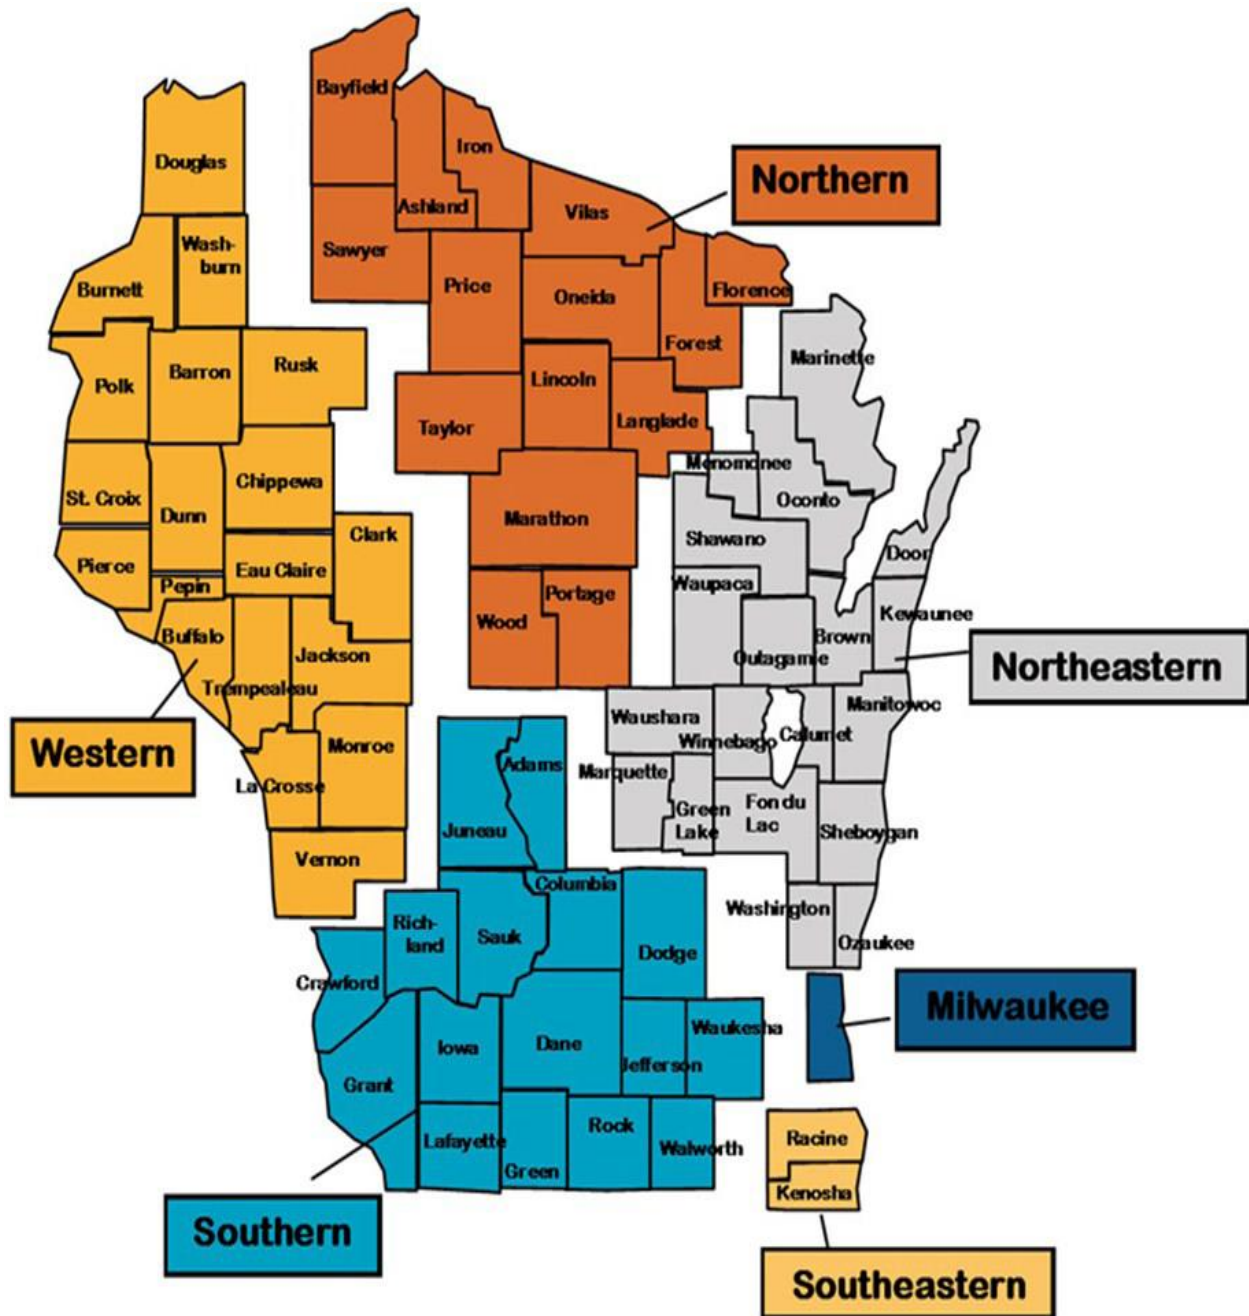 Bayfield
Iron
Douglas
Northern
Ashland
Vilas
Wash-
burn
Sawyer
Burnett
Price
Oneida
Florence
Forest
Marinette
Rusk
Barron
Polk
Lincoln
Langlade
Taylor
Menomonee
Chippewa
St. Croix
Oconto
Dunn
Marathon
Clark
Shawano
Door
Pierce
Eau Claire
Pepin
Waupaca
Portage
Wood
Kewaunee
Buffalo
Brown
Jackson
Outagamie
Northeastern
Trempealeau
Manitowoc
Waushara
Calumet
Winnebago
Western
Monroe
Adams
Marquette
La Crosse
Green
Lake
Fon du
Lac
Juneau
Sheboygan
Vernon
Columbia
Washington
Rich-
land
Sauk
Ozaukee
Dodge
Crawford
Milwaukee
Waukesha
Iowa
Dane
Jefferson
Grant
Rock
Racine
Lafayette
Walworth
Green
Kenosha
Southern
Southeastern